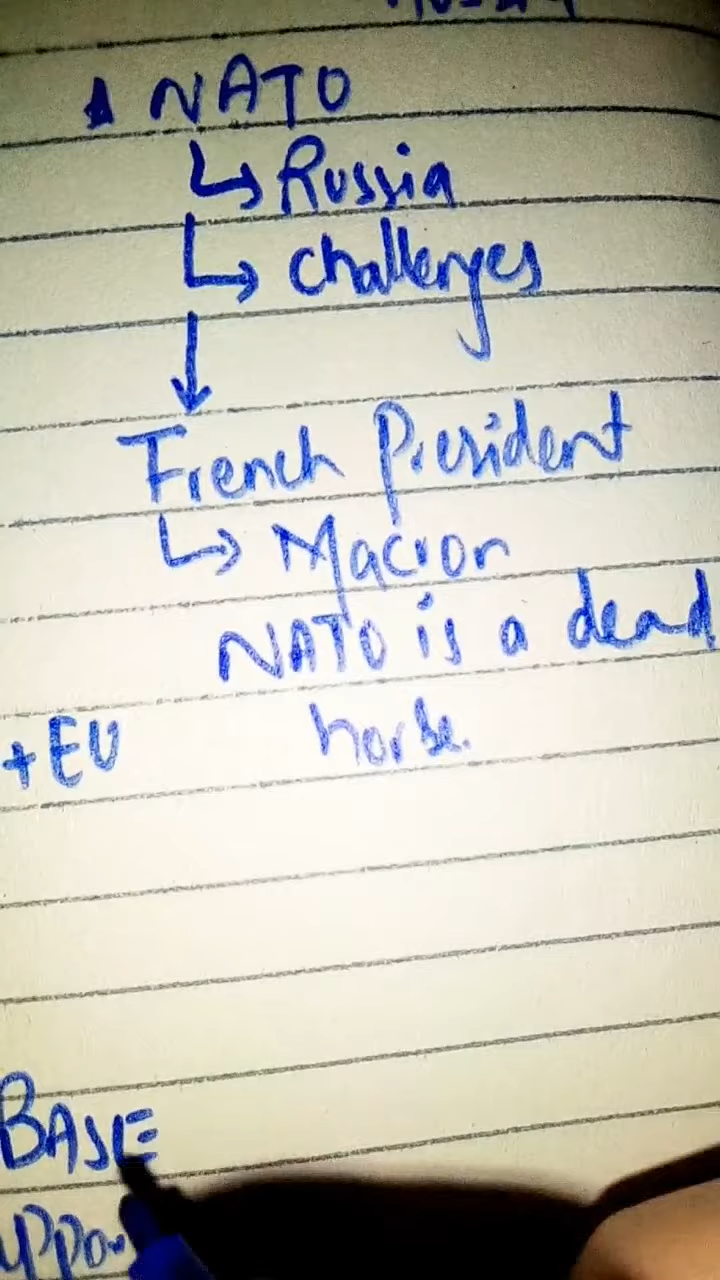 NATO
↳ Russia
↳ challenges
↓
French President
↳ Macron
NATO is a dead
horse.
+EU
BASE